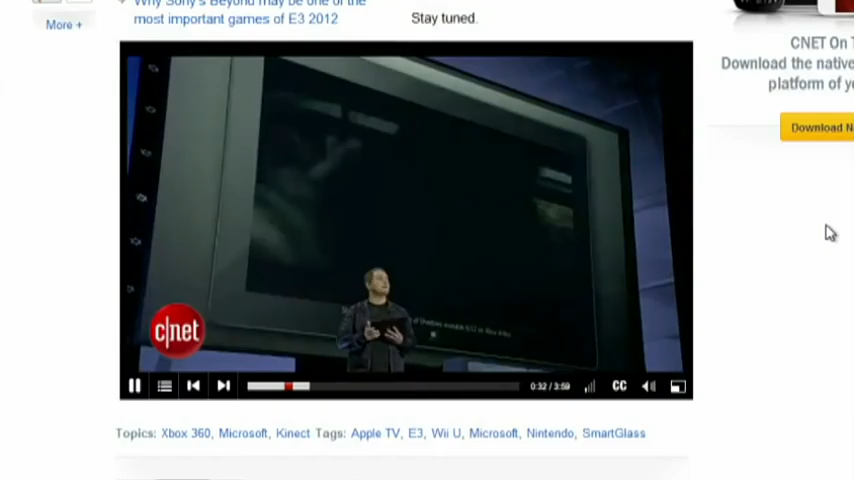 Why Sony's Beyond may be one of the
most important games of E3 2012
More +
Stay tuned.
CNET On
Download the native
platform of
Download
c|net
0:32 / 3:59
CC
Topics: Xbox 360, Microsoft, Kinect Tags: Apple TV, E3, Wii U, Microsoft, Nintendo, SmartGlass